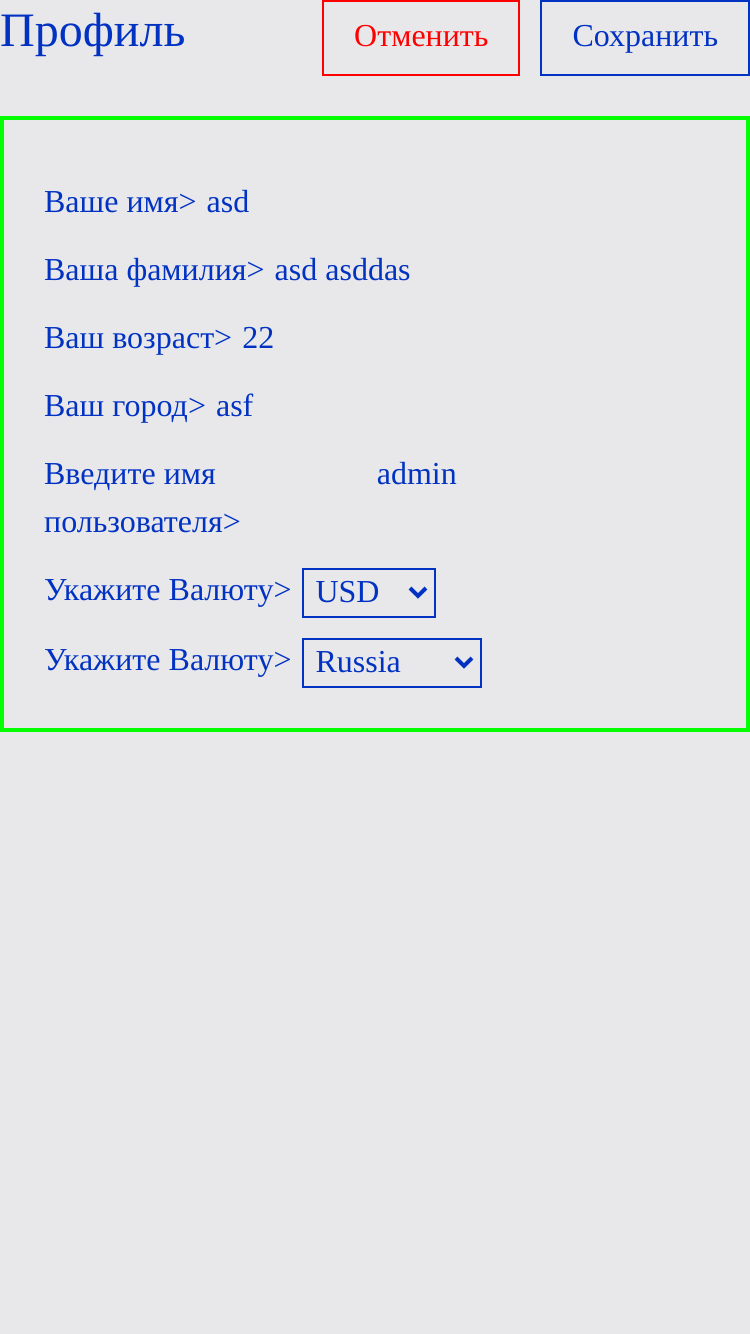 Профиль
Отменить
Сохранить
Ваше имя> asd
Ваша фамилия> asd asddas
Ваш возраст> 22
Ваш город> asf
Введите имя
пользователя>
admin
Укажите Валюту> USD
Укажите Валюту> Russia